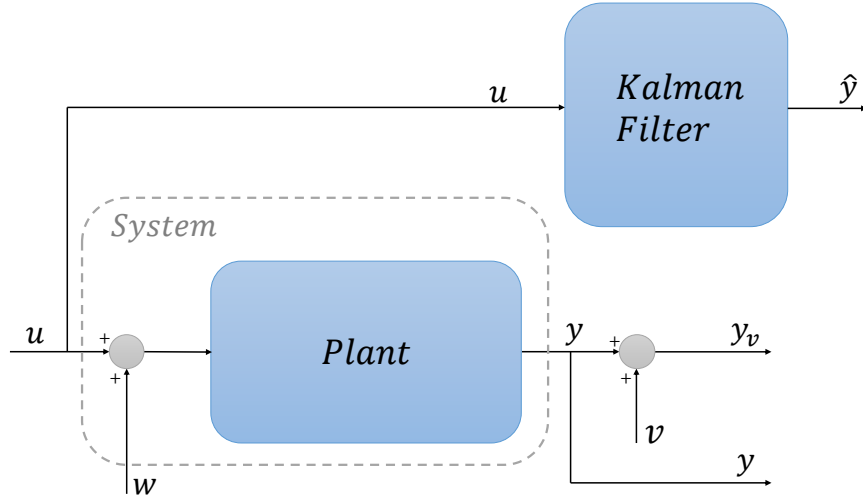 u
Kalman
Filter
ŷ
System
u
+
+
Plant
y
+
+
y_v
w
v
y